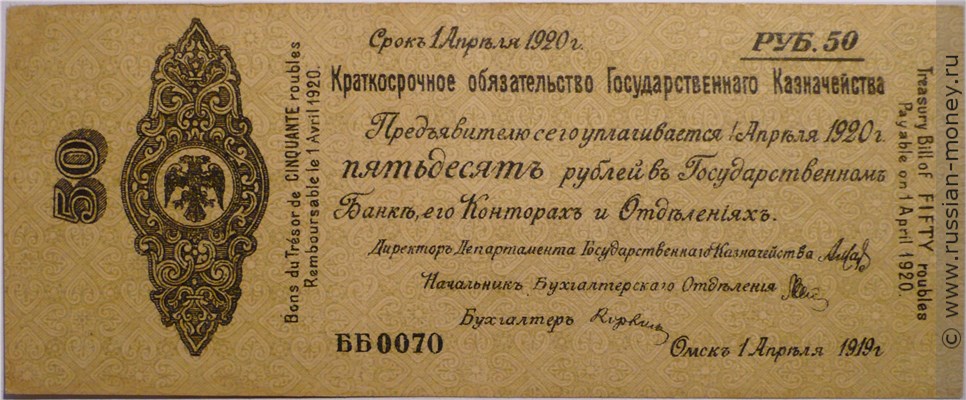 50
Bons du Trésor de CINQUANTE roubles
Remboursable le 1 Avril 1920.
Срокъ 1 Апрѣля 1920 г.
РУБ. 50
Краткосрочное обязательство Государственнаго Казначейства
Предъявителю сего уплачивается 1 Апрѣля 1920 г.
пятьдесятъ рублей въ Государственномъ
Банкѣ, его Конторахъ и Отдѣленіяхъ.
Директоръ Департамента Государственнаго Казначейства
Начальникъ Бухгалтерскаго Отдѣленія
Бухгалтеръ
ББ 0070
Омскъ 1 Апрѣля 1919 г
Treasury Bill of FIFTY roubles
Payable on 1 April 1920.
© www.russian-money.ru